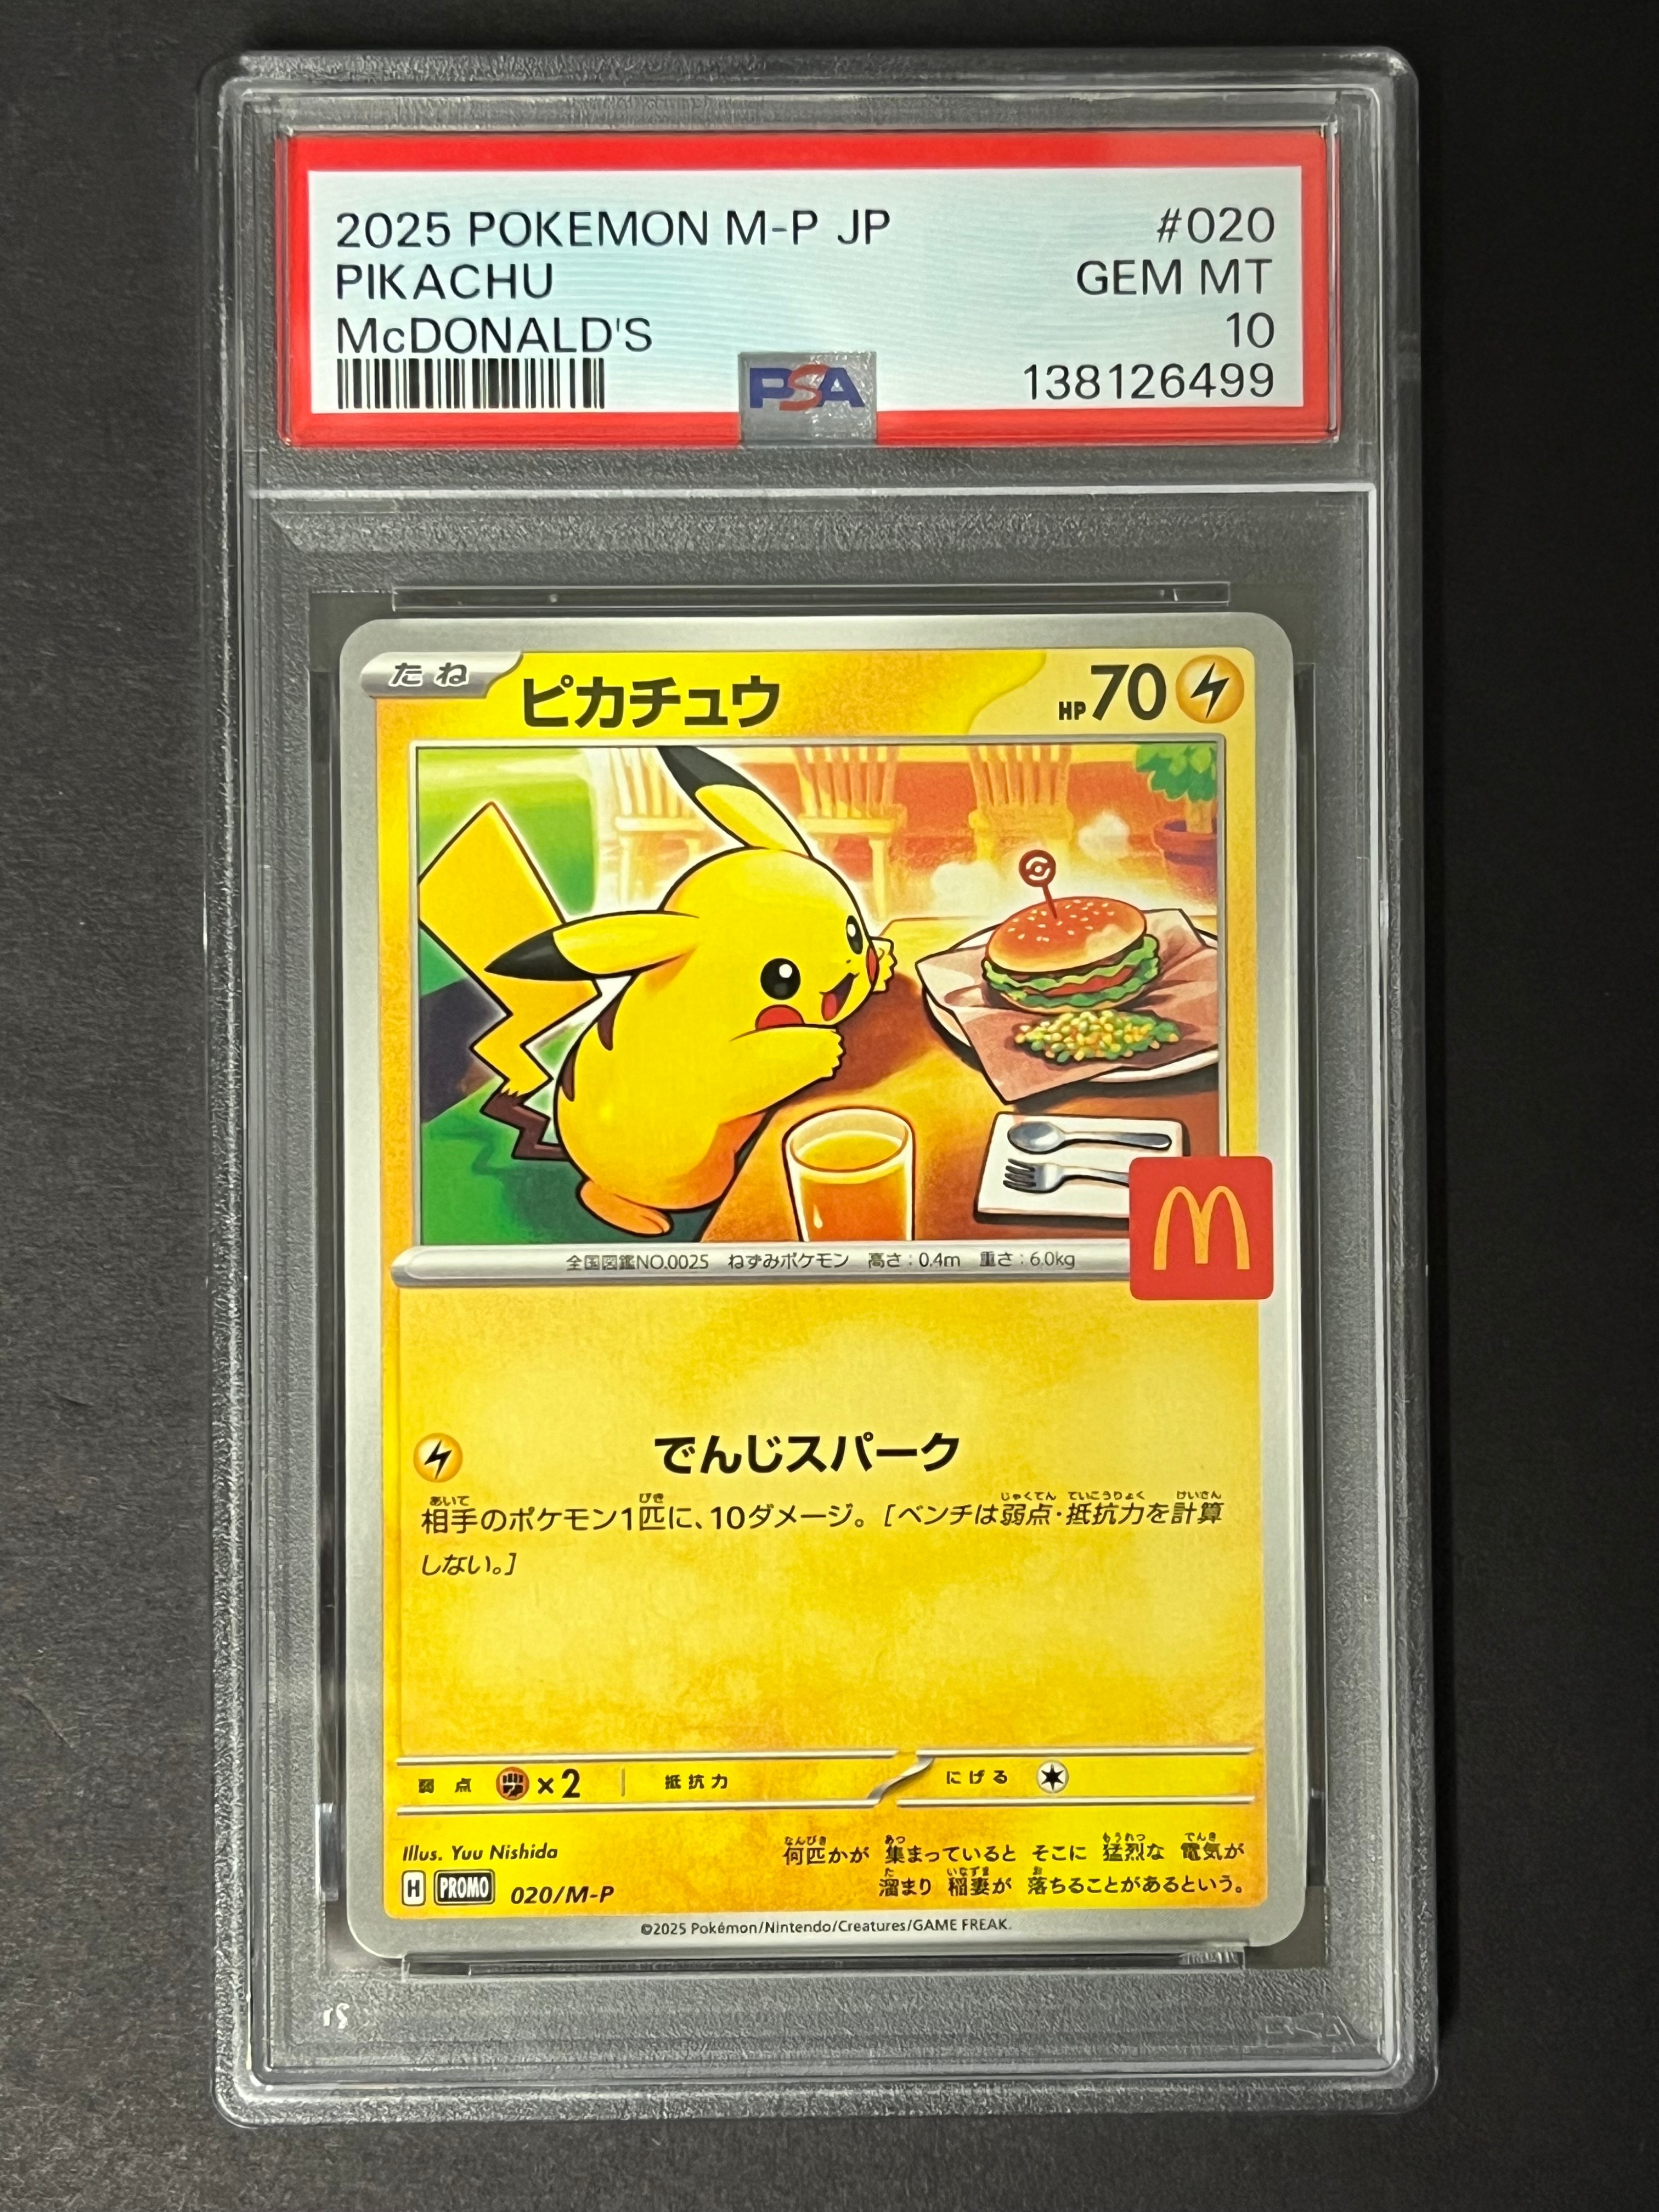 2025 POKEMON M-P JP #020
PIKACHU GEM MT
McDONALD'S 10
PSA 138126499
たね ピカチュウ HP70
全国図鑑NO.0025 ねずみポケモン 高さ:0.4m 重さ:6.0kg
M
でんじスパーク
相手のポケモン1匹に、10ダメージ。[ベンチは弱点・抵抗力を計算
しない。]
弱点 ×2 抵抗力 にげる
Illus. Yuu Nishida
H PROMO 020/M-P
何匹かが 集まっていると そこに 猛烈な 電気が
溜まり 稲妻が 落ちることがあるという。
©2025 Pokémon/Nintendo/Creatures/GAME FREAK.
PSA